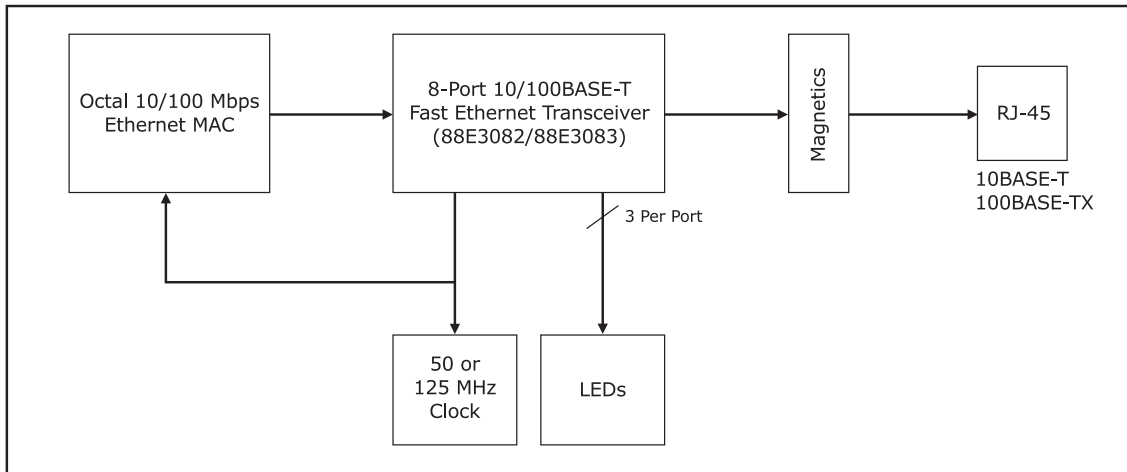 Octal 10/100 Mbps
Ethernet MAC
8-Port 10/100BASE-T
Fast Ethernet Transceiver
(88E3082/88E3083)
Magnetics
RJ-45
10BASE-T
100BASE-TX
3 Per Port
50 or
125 MHz
Clock
LEDs